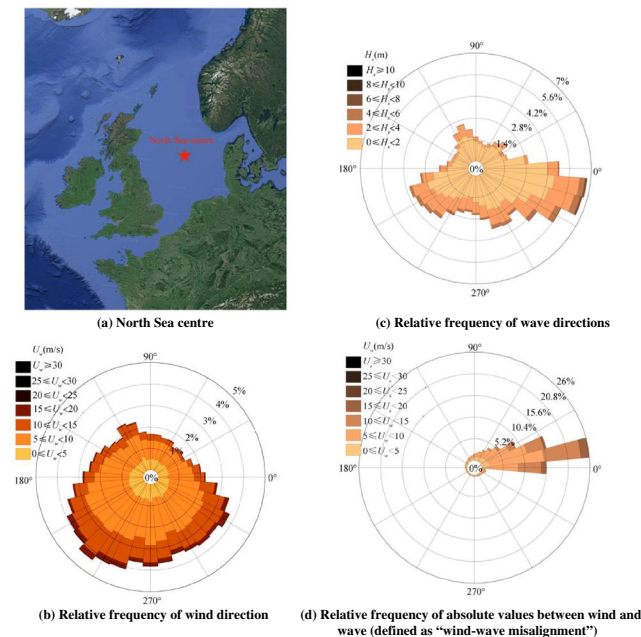 North Sea centre
(a) North Sea centre
H_s(m)
H_s≥10
8≤H_s<10
6≤H_s<8
4≤H_s<6
2≤H_s<4
0≤H_s<2
90°
7%
5.6%
4.2%
2.8%
1.4%
180°
0%
0°
270°
(c) Relative frequency of wave directions
U_w(m/s)
U_w≥30
25≤U_w<30
20≤U_w<25
15≤U_w<20
10≤U_w<15
5≤U_w<10
0≤U_w<5
90°
5%
4%
3%
2%
1%
180°
0%
0°
270°
(b) Relative frequency of wind direction
U_w(m/s)
U_w≥30
25≤U_w<30
20≤U_w<25
15≤U_w<20
10≤U_w<15
5≤U_w<10
0≤U_w<5
90°
26%
20.8%
15.6%
10.4%
5.2%
180°
0%
0°
270°
(d) Relative frequency of absolute values between wind and
wave (defined as “wind-wave misalignment”)